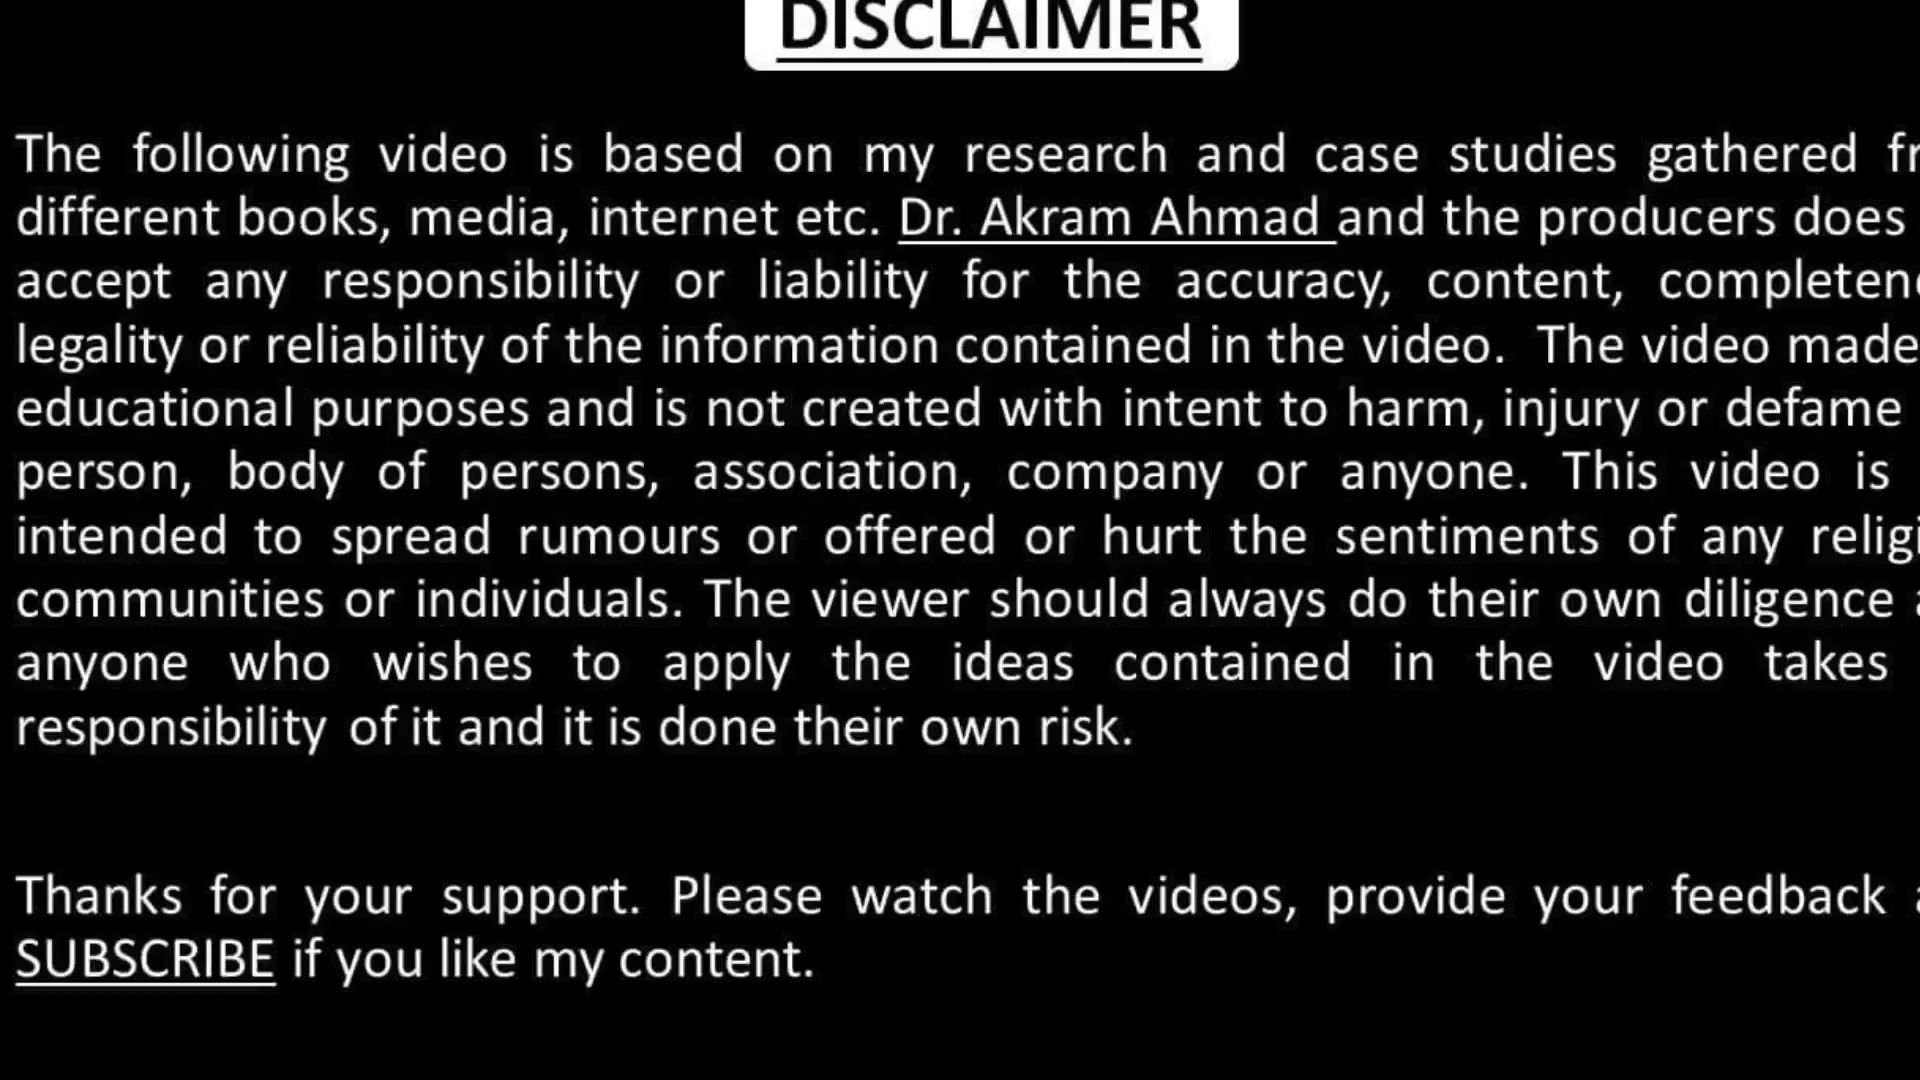 DISCLAIMER
The following video is based on my research and case studies gathered
different books, media, internet etc. Dr. Akram Ahmad and the producers does
accept any responsibility or liability for the accuracy, content,
legality or reliability of the information contained in the video. The video made
educational purposes and is not created with intent to harm, injury or defame
person, body of persons, association, company or anyone. This video is
intended to spread rumours or offered or hurt the sentiments of any
communities or individuals. The viewer should always do their own diligence
anyone who wishes to apply the ideas contained in the video takes
responsibility of it and it is done their own risk.
Thanks for your support. Please watch the videos, provide your feedback
SUBSCRIBE if you like my content.